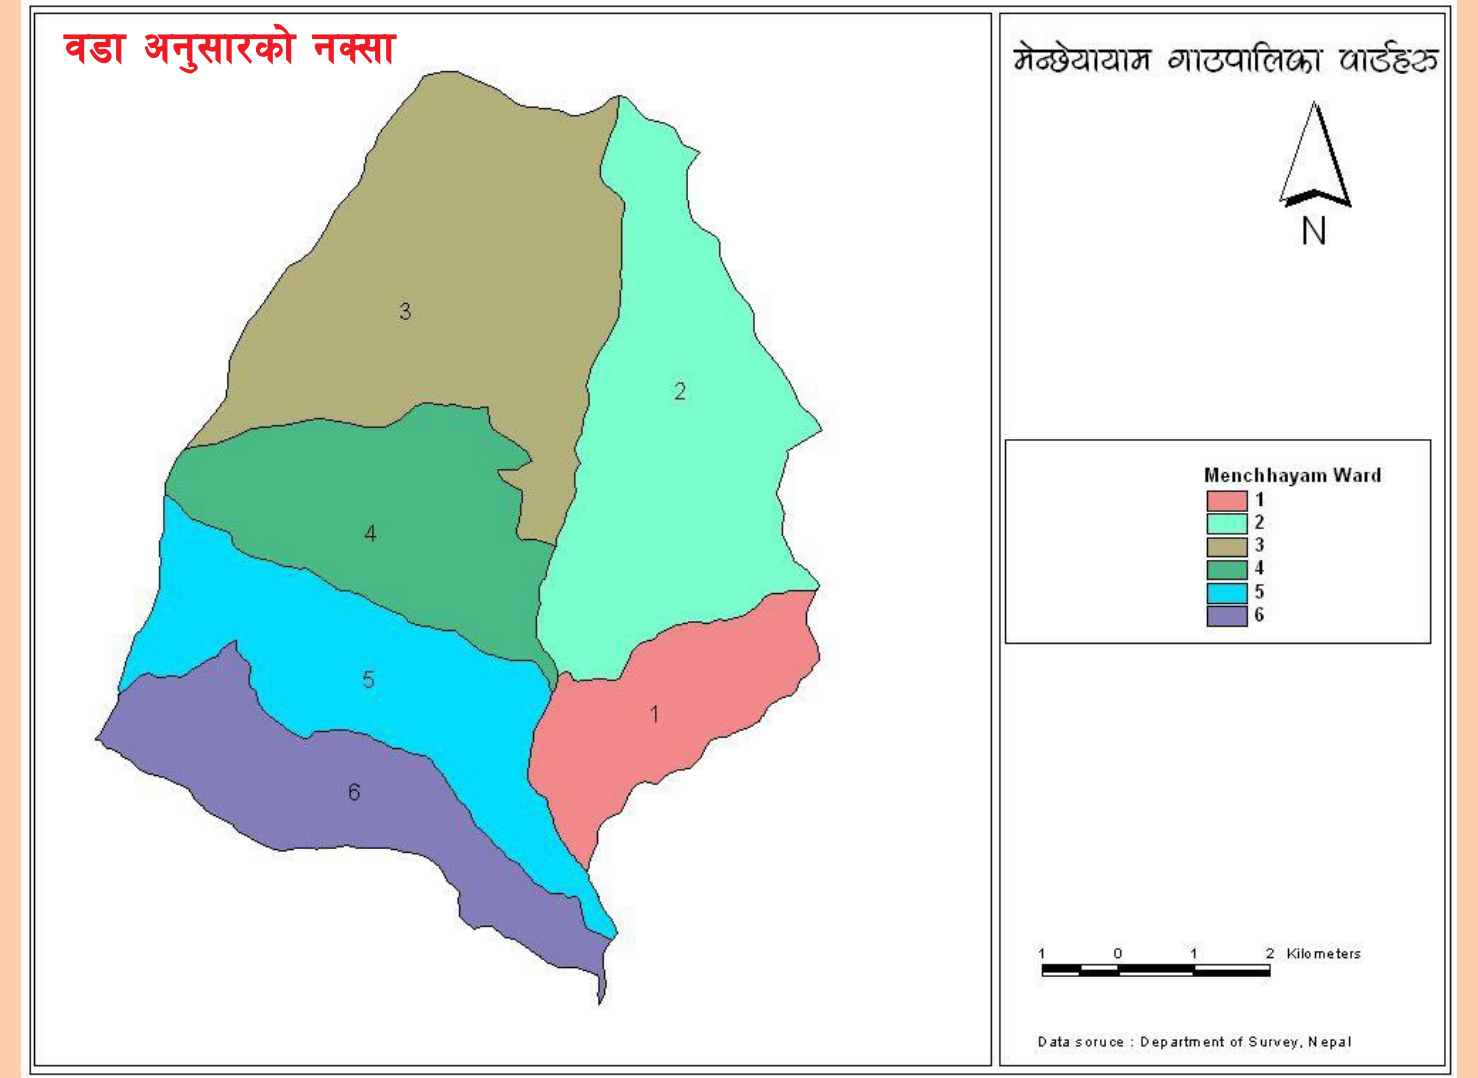 वडा अनुसारको नक्सा
मेन्छेयायाम गाउपालिका वार्डहरु
N
3
2
4
5
1
6
Menchhayam Ward
1
2
3
4
5
6
1 0 1 2 Kilometers
Data soruce : Department of Survey, Nepal